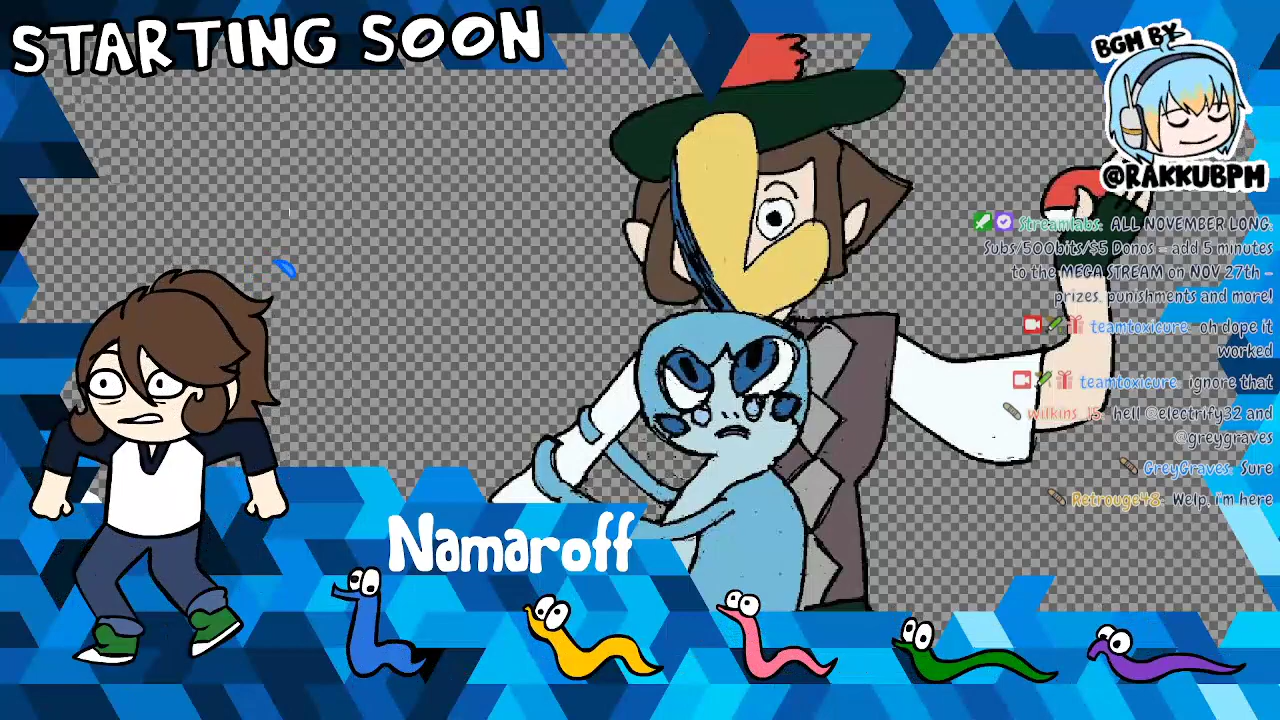 STARTING SOON
BGM BY
@RAKKUBPM
Streamlabs: ALL NOVEMBER LONG.
Subs/500bits/$5 Donos - add 5 minutes
to the MEGA STREAM on NOV 27th -
prizes, punishments and more!
teamtoxicure: oh dope it
worked
teamtoxicure: ignore that
wilkins_15: hell @electrify32 and
@greygraves
GreyGraves: Sure
Retrouge48: Welp, i'm here
Namaroff